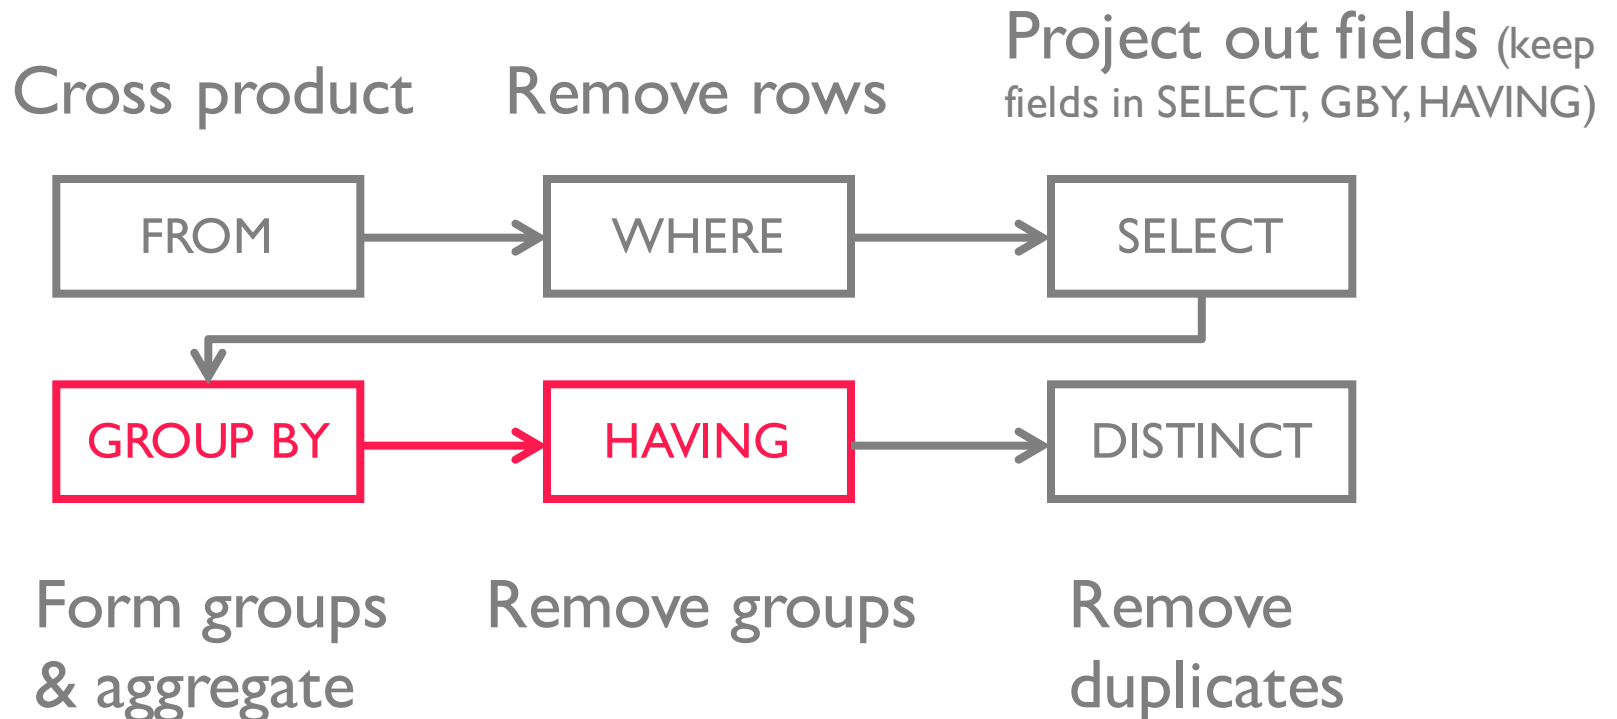 Cross product
Remove rows
Project out fields (keep
fields in SELECT, GBY, HAVING)
FROM
WHERE
SELECT
GROUP BY
HAVING
DISTINCT
Form groups
& aggregate
Remove groups
Remove
duplicates